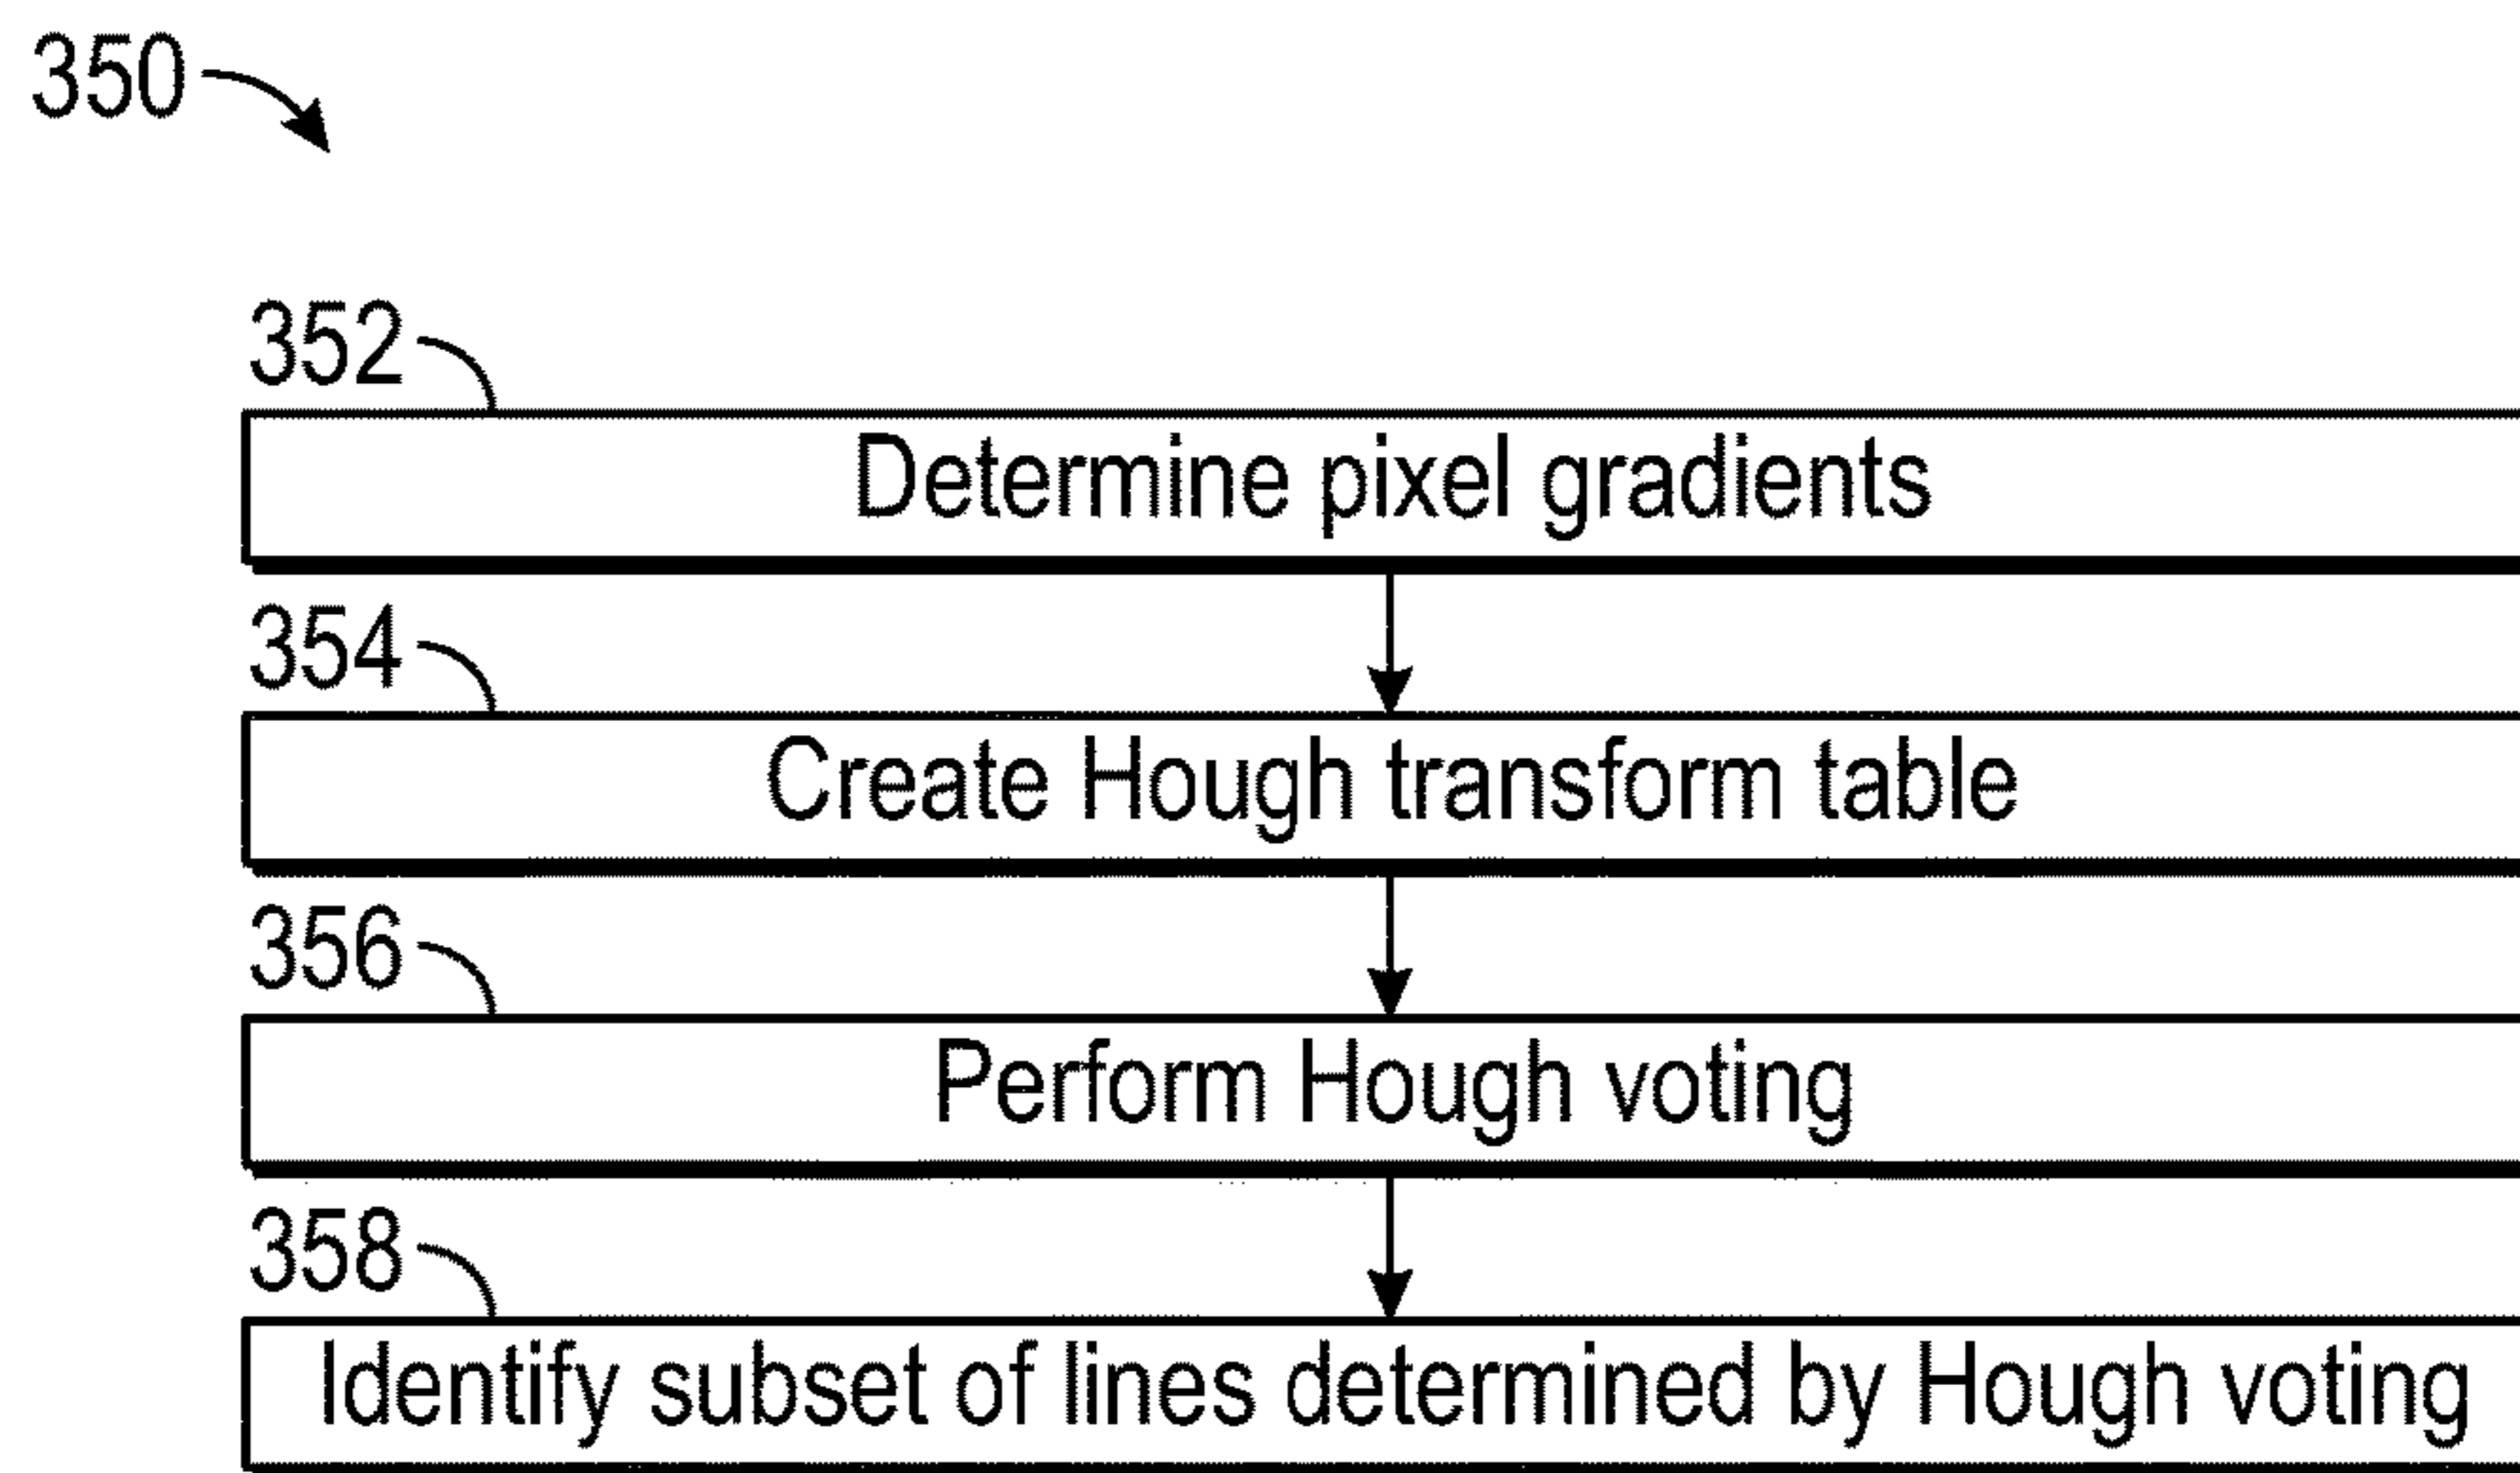 350
352
Determine pixel gradients
354
Create Hough transform table
356
Perform Hough voting
358
Identify subset of lines determined by Hough voting